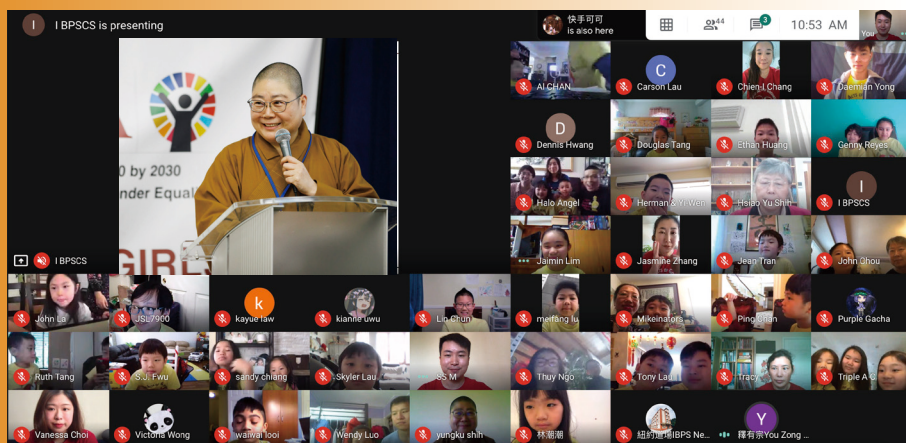 I
I BPSCS is presenting
快手可可
is also here
44
3
10:53 AM
You
A
0 by 2030
nder Equal
GIRL
I BPSCS
AI CHAN
C
Carson Lau
Chien-I Chang
Daemian Yong
D
Dennis Hwang
Douglas Tang
Ethan Huang
Genny Reyes
Halo Angel
Herman & Yi Wen
Hsiao Yu Shih
I
I BPSCS
Jaimin Lim
Jasmine Zhang
Jean Tran
John Chou
John La
JSL7900
k
kayue law
kianne uwu
Lin Chun
meifang lu
Mikeinators
Ping Chan
Purple Gacha
Ruth Tang
S.J. Fwu
sandy chiang
Skyler Lau
SS M
Thuy Ngo
Tony Lau
Tracy
Triple A C
Vanessa Choi
Victoria Wong
waiwai looi
Wendy Luo
yungku shih
林潮潮
紐約道場IBPS Ne...
Y
釋有宗You Zong ...